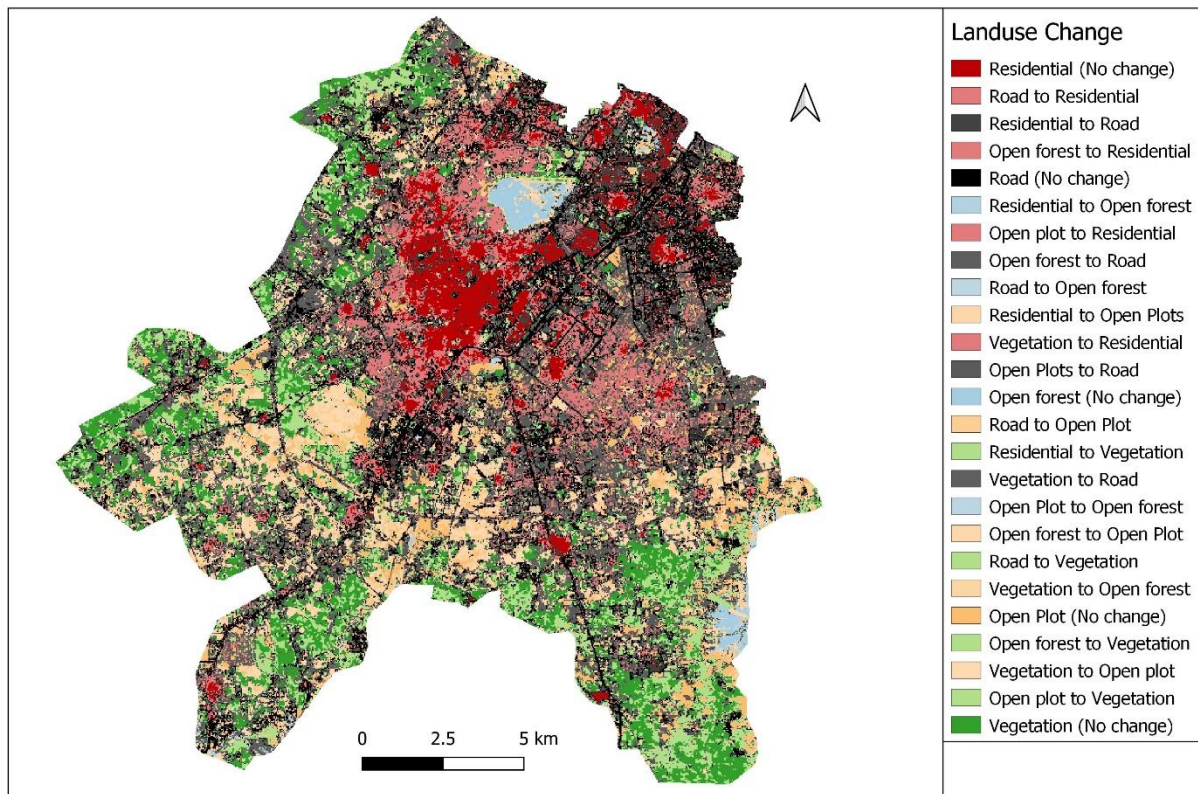 Landuse Change
Residential (No change)
Road to Residential
Residential to Road
Open forest to Residential
Road (No change)
Residential to Open forest
Open plot to Residential
Open forest to Road
Road to Open forest
Residential to Open Plots
Vegetation to Residential
Open Plots to Road
Open forest (No change)
Road to Open Plot
Residential to Vegetation
Vegetation to Road
Open Plot to Open forest
Open forest to Open Plot
Road to Vegetation
Vegetation to Open forest
Open Plot (No change)
Open forest to Vegetation
Vegetation to Open plot
Open plot to Vegetation
Vegetation (No change)
0 2.5 5 km